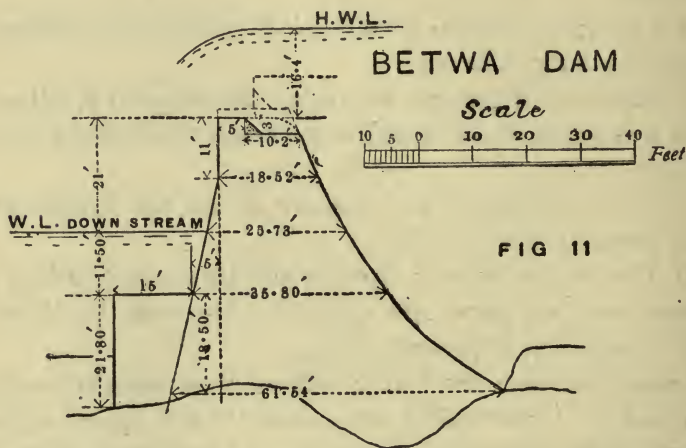 H.W.L.
16·4'
BETWA DAM
Scale
10 5 0 10 20 30 40 Feet
5'
3'
10·2'
11'
21'
18·52'
W.L. DOWN STREAM
25·73'
5'
FIG 11
11·50'
15'
35·80'
21·80'
18·50'
61·54'